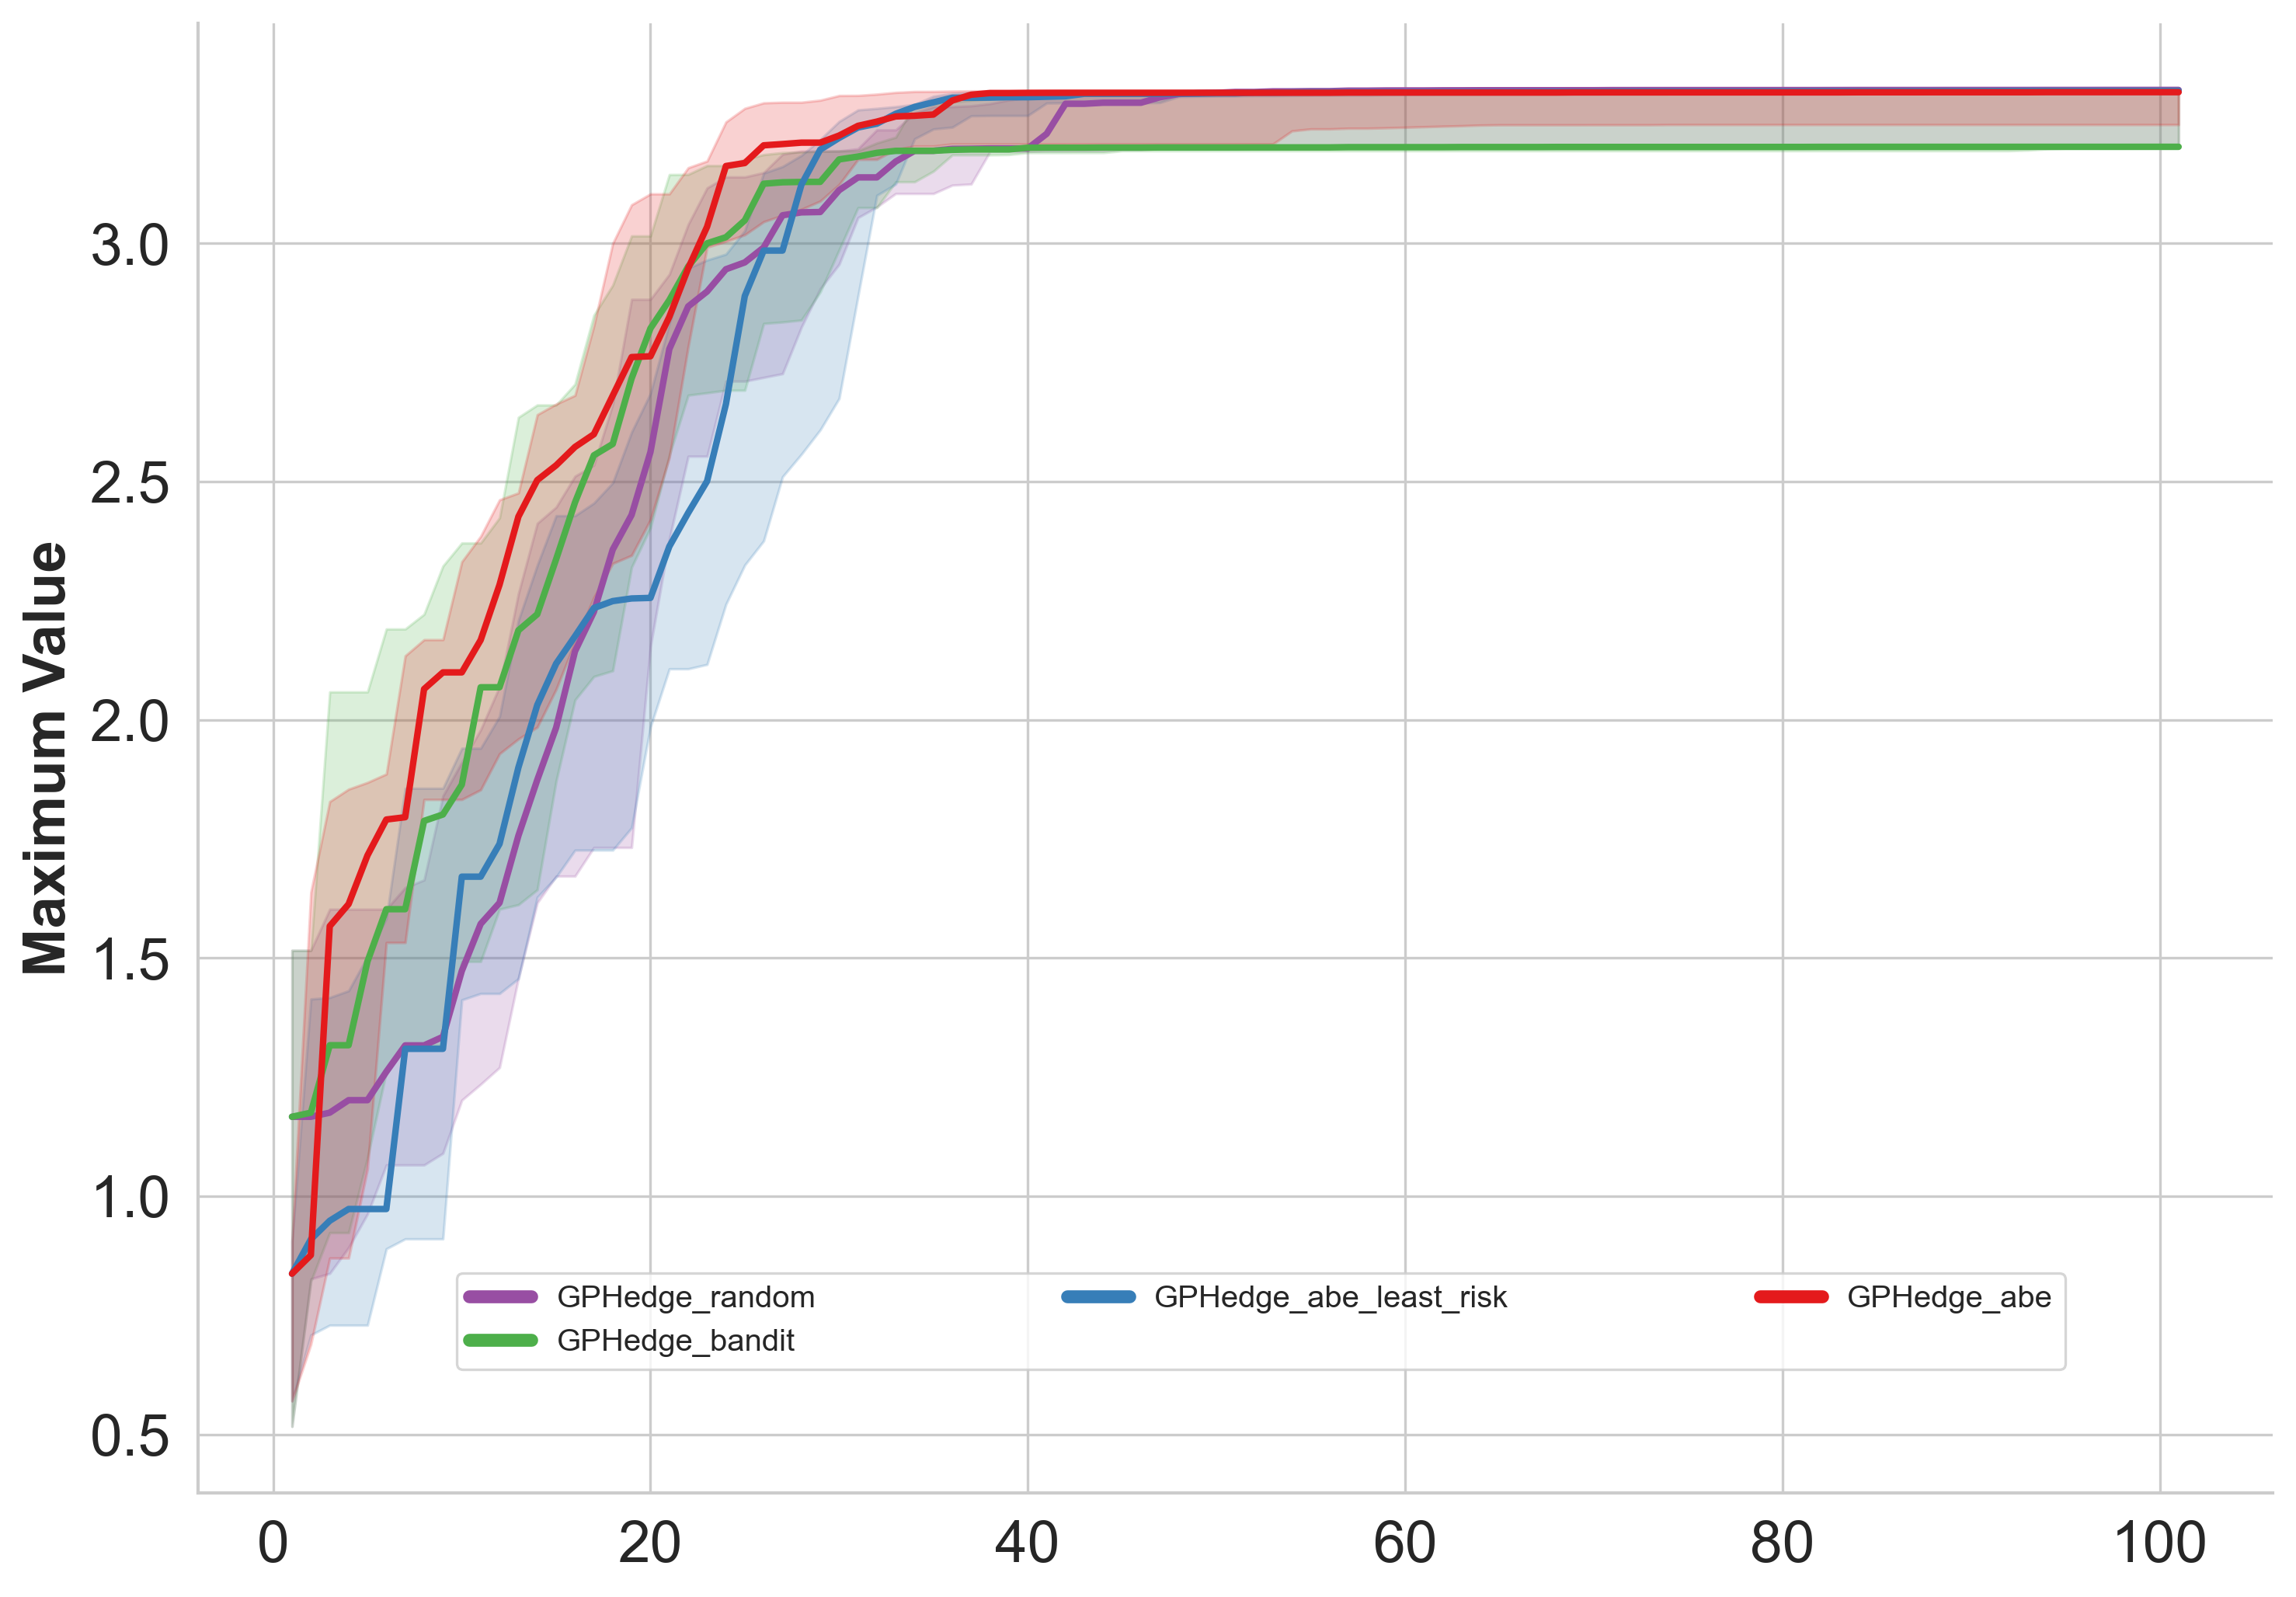 Maximum Value
3.0
2.5
2.0
1.5
1.0
0.5
GPHedge_random
GPHedge_bandit
GPHedge_abe_least_risk
GPHedge_abe
0 20 40 60 80 100